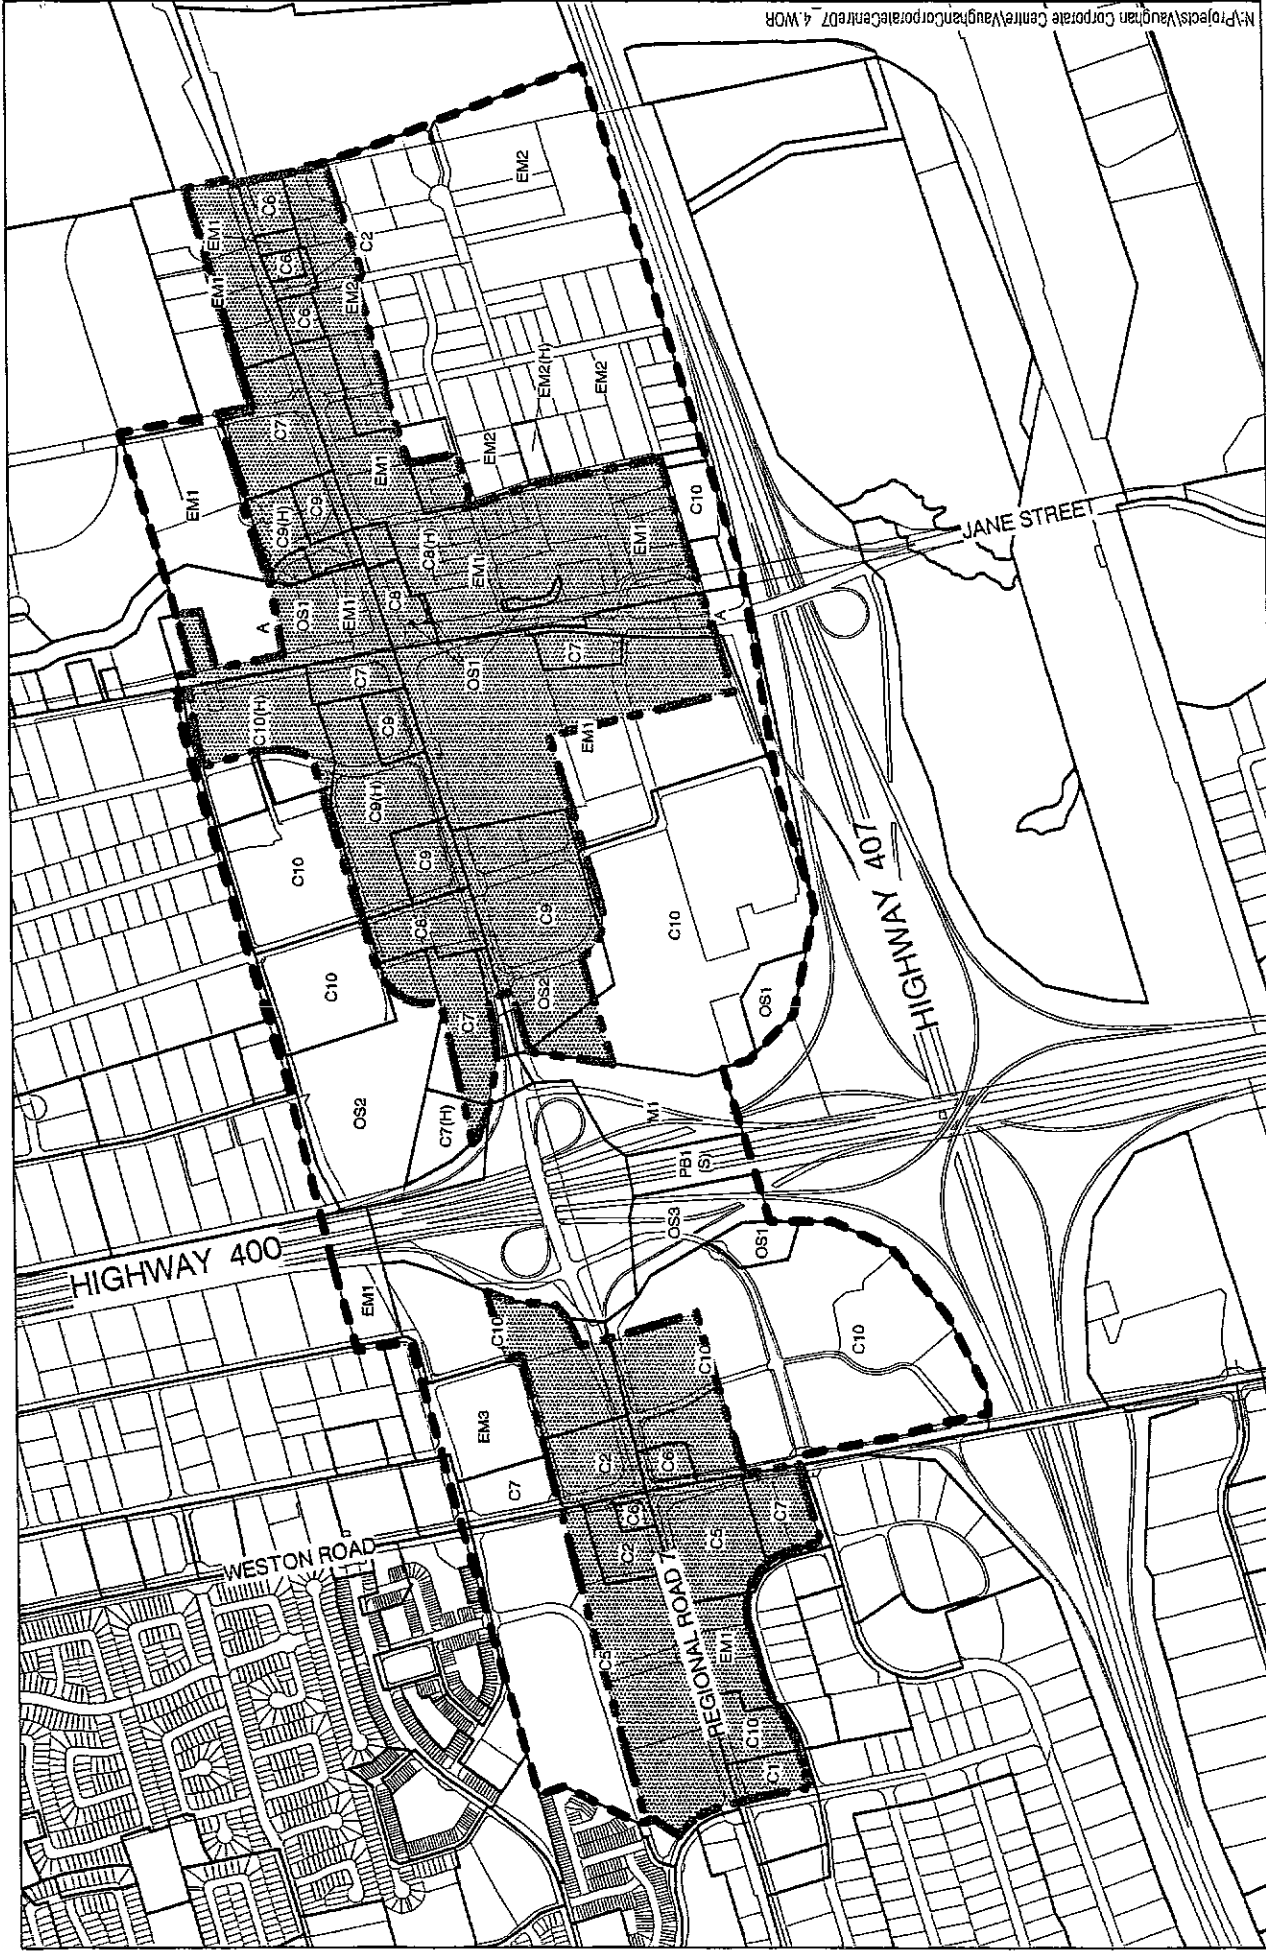 N:\Projects\Vaughan Corporate Centre\VaughanCorporateCentre07_4.WOR
EM1
C6
EM1
C6
C6
EM2
C2
EM2
EM2(H)
EM2
EM2
C7
EM1
C9(H)
C9
EM1
C8(H)
EM1
EM1
C10
JANE STREET
A
OS1
EM1
C8
A
C7
OS1
C7
C10(H)
C9
EM1
C9(H)
C9
C10
C8
C9
C10
C10
OS2
C7
OS1
HIGHWAY 407
OS2
C7(H)
M1
PB1
(S)
OS3
OS1
HIGHWAY 400
EM1
C10
C10
C10
EM3
C7
C2
C6
WESTON ROAD
C6
C2
C5
C7
C5
REGIONAL ROAD 7
EM1
C10
C1